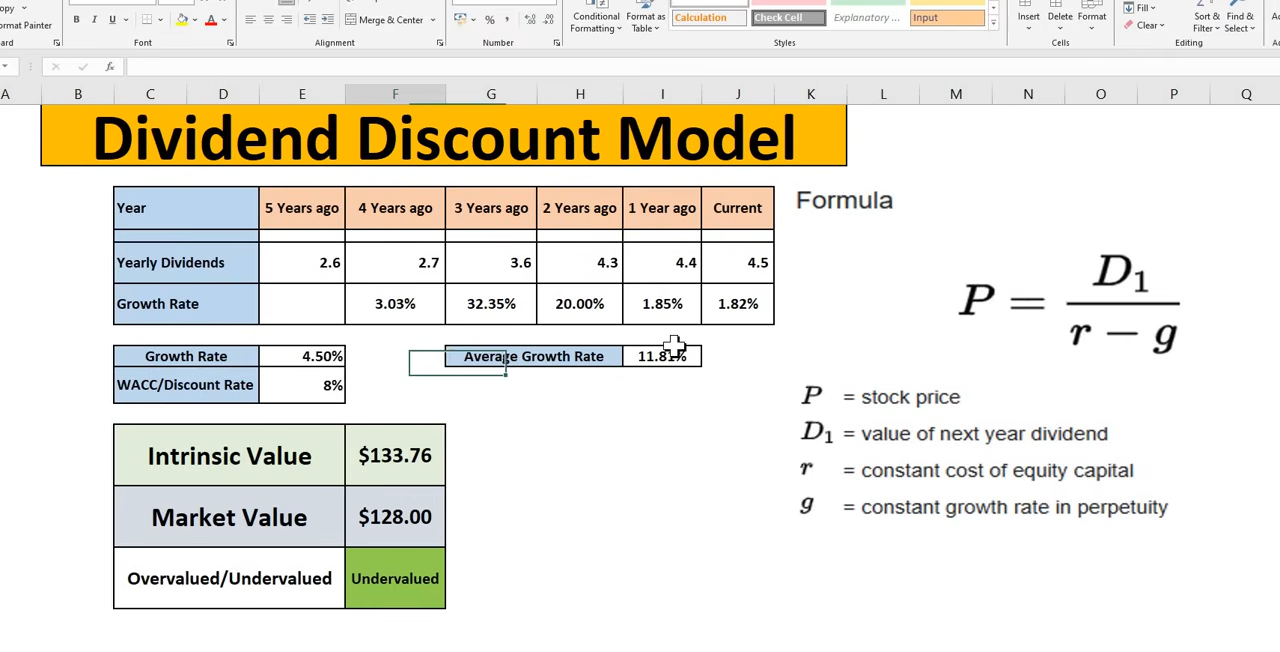 opy
ormat Painter
ard
B I U
A
Font
Merge & Center
Alignment
%
Number
Conditional Formatting
Format as Table
Calculation
Check Cell
Explanatory ...
Input
Styles
Insert
Delete
Format
Cells
Fill
Clear
Sort & Filter
Find & Select
Editing
fx
A B C D E F G H I J K L M N O P Q
Dividend Discount Model
Year 5 Years ago 4 Years ago 3 Years ago 2 Years ago 1 Year ago Current
Yearly Dividends 2.6 2.7 3.6 4.3 4.4 4.5
Growth Rate 3.03% 32.35% 20.00% 1.85% 1.82%
Growth Rate 4.50%
Average Growth Rate 11.81%
WACC/Discount Rate 8%
Intrinsic Value $133.76
Market Value $128.00
Overvalued/Undervalued Undervalued
Formula
P = D1 / r − g
P = stock price
D1 = value of next year dividend
r = constant cost of equity capital
g = constant growth rate in perpetuity